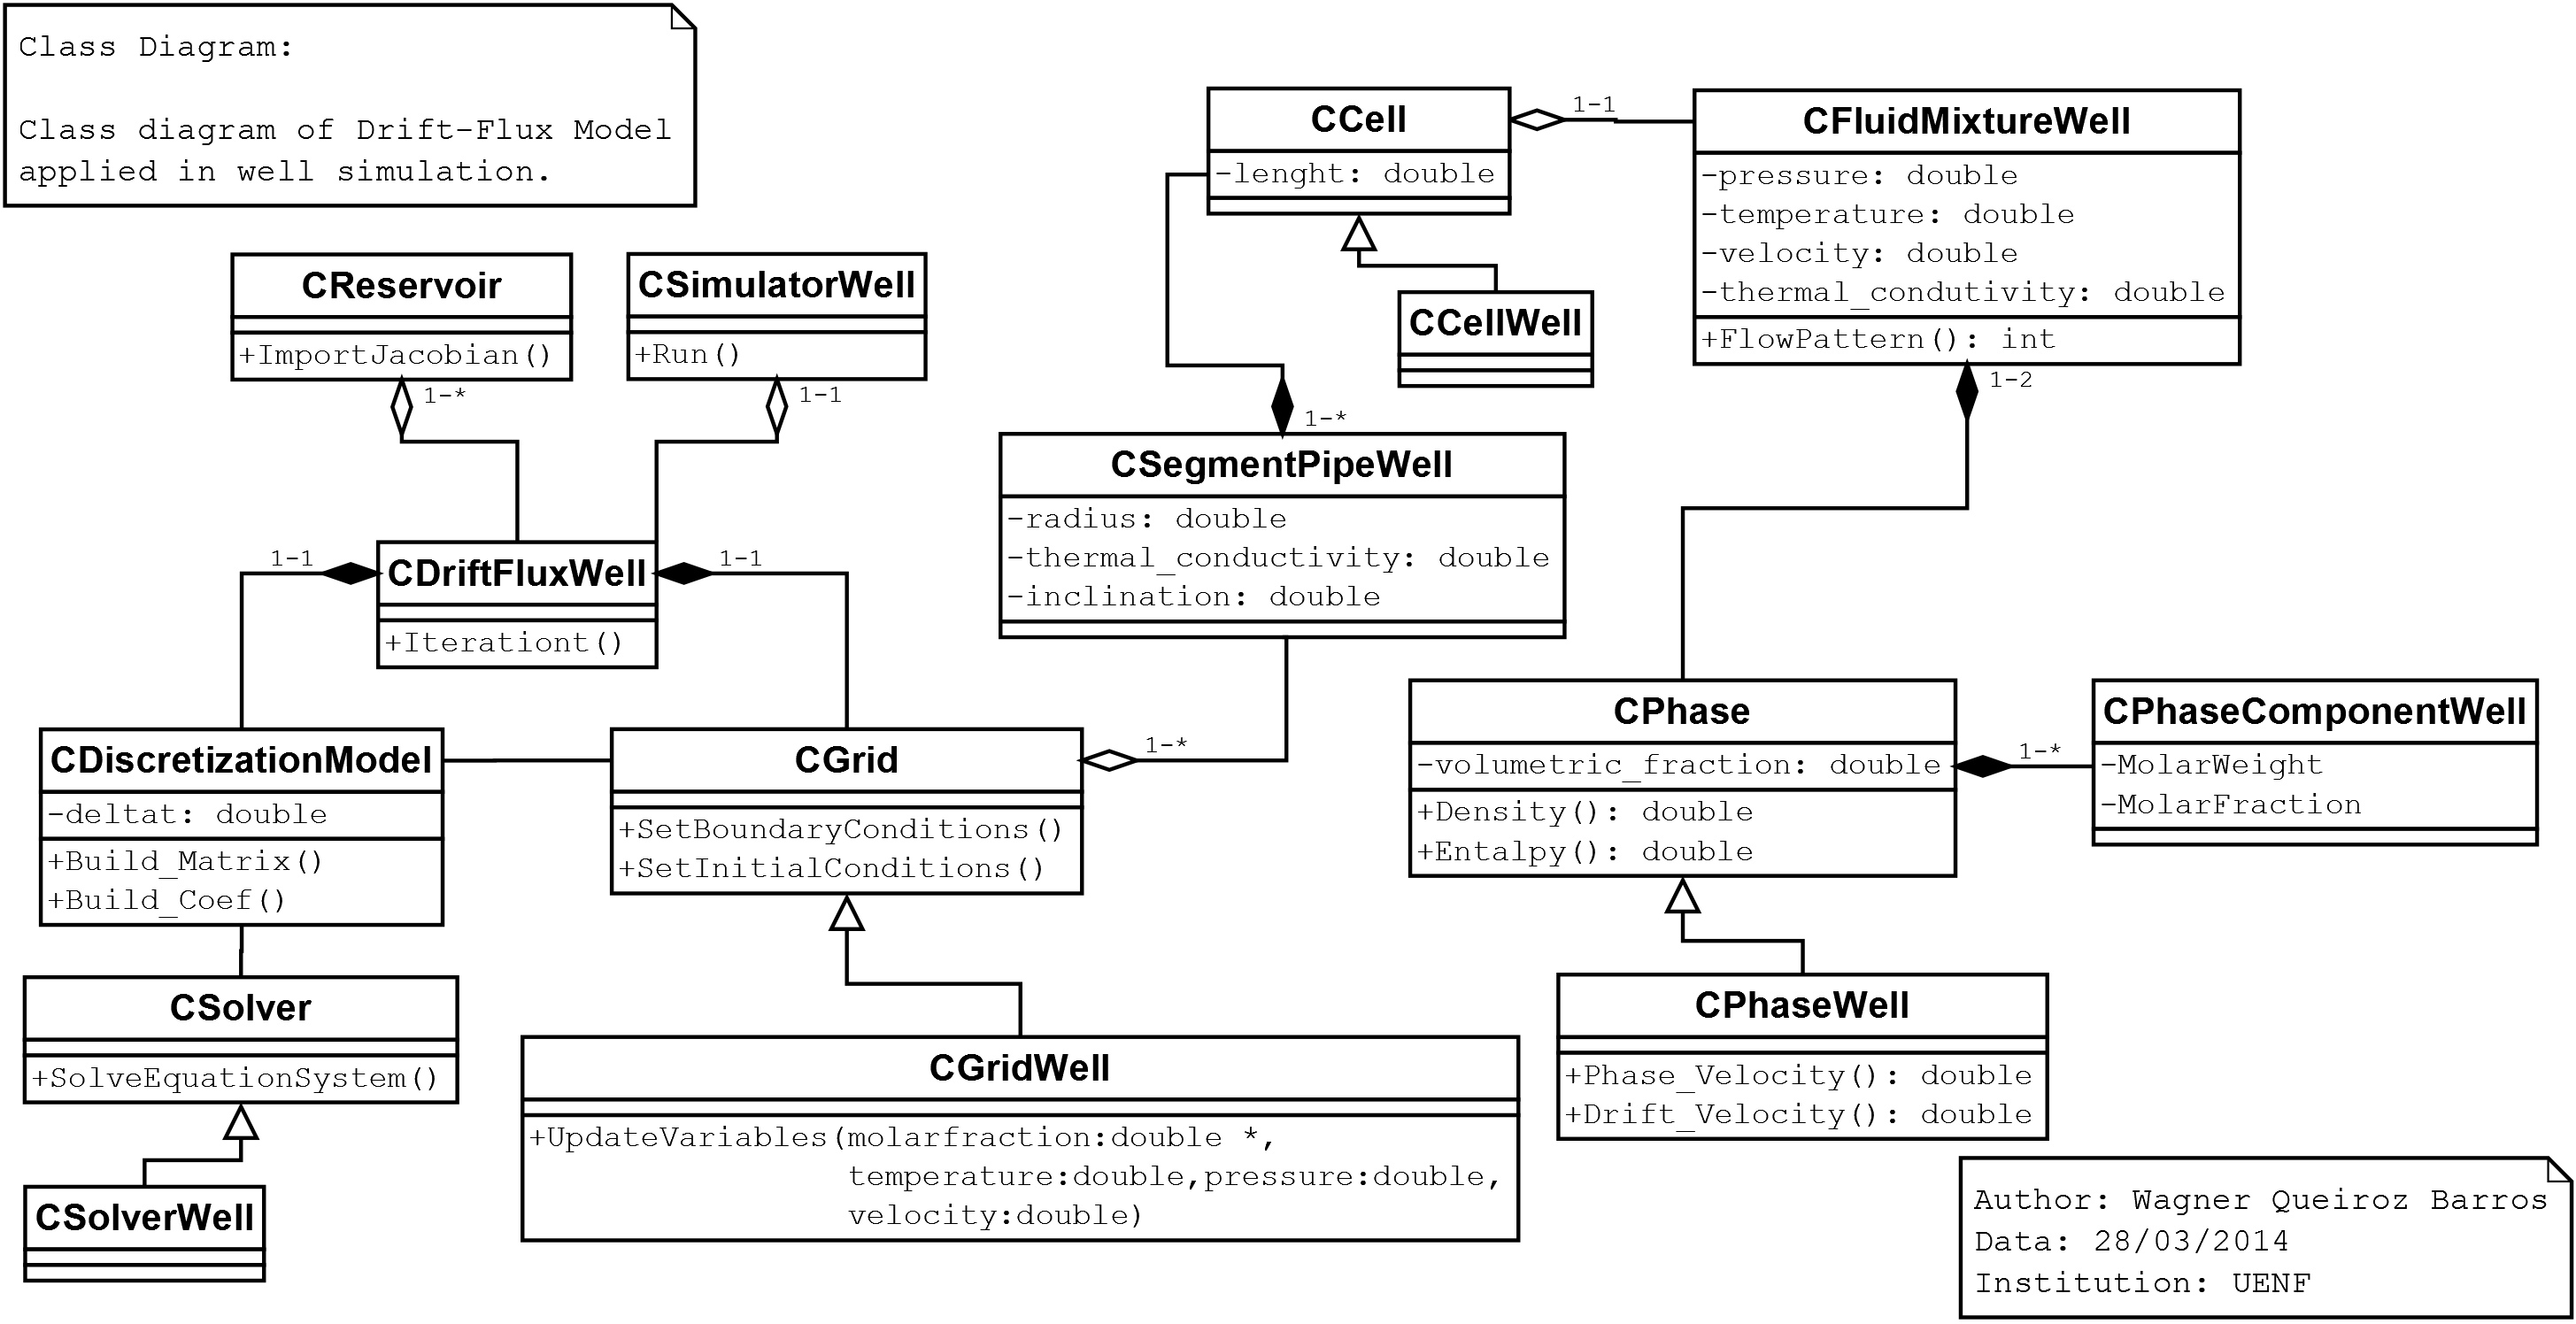 Class Diagram:
Class diagram of Drift-Flux Model
applied in well simulation.
CReservoir
+ImportJacobian()
1-*
CSimulatorWell
+Run()
1-1
CCell
-lenght: double
1-1
CFluidMixtureWell
-pressure: double
-temperature: double
-velocity: double
-thermal_condutivity: double
+FlowPattern(): int
1-2
CCellWell
1-*
CSegmentPipeWell
-radius: double
-thermal_conductivity: double
-inclination: double
1-1
CDriftFluxWell
+Iterationt()
1-1
CDiscretizationModel
-deltat: double
+Build_Matrix()
+Build_Coef()
CGrid
+SetBoundaryConditions()
+SetInitialConditions()
1-*
CPhase
-volumetric_fraction: double
+Density(): double
+Entalpy(): double
1-*
CPhaseComponentWell
-MolarWeight
-MolarFraction
CSolver
+SolveEquationSystem()
CSolverWell
CGridWell
+UpdateVariables(molarfraction:double *,
temperature:double,pressure:double,
velocity:double)
CPhaseWell
+Phase_Velocity(): double
+Drift_Velocity(): double
Author: Wagner Queiroz Barros
Data: 28/03/2014
Institution: UENF